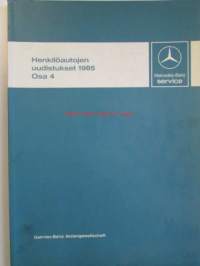 Henkilöautojen
uudistukset 1985
Osa 4
Mercedes-Benz
service
Daimler-Benz Aktiengesellschaft